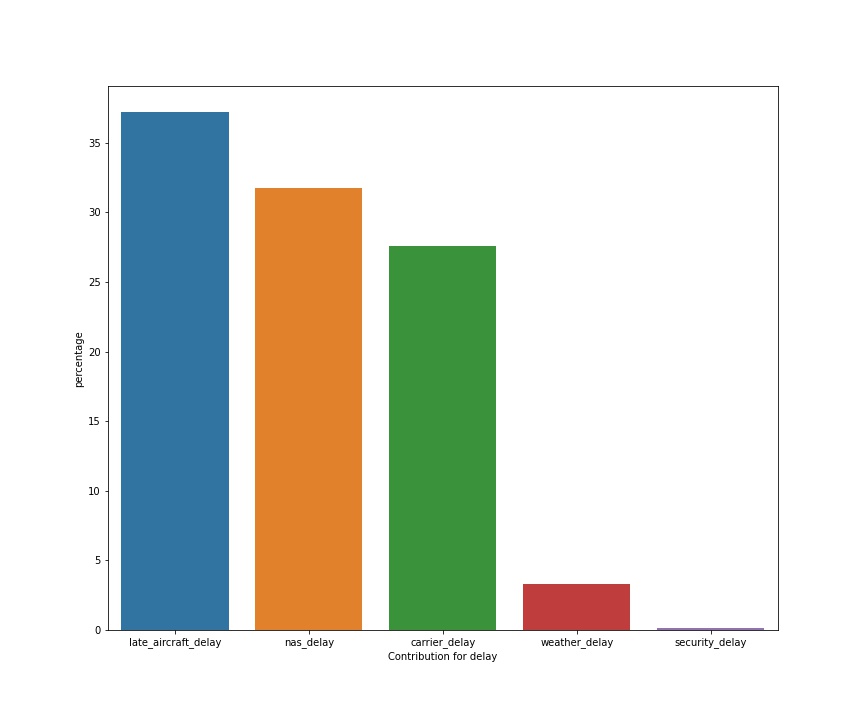 35
30
25
20
15
10
5
0
percentage
late_aircraft_delay nas_delay carrier_delay weather_delay security_delay
Contribution for delay